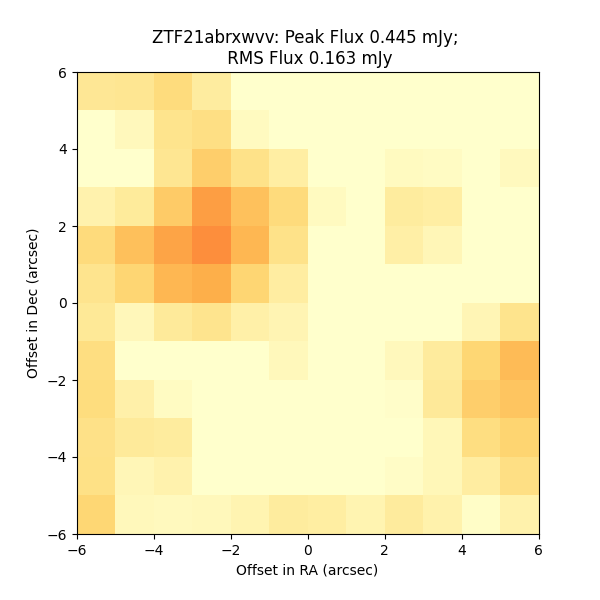 ZTF21abrxwvv: Peak Flux 0.445 mJy;
RMS Flux 0.163 mJy
6
4
2
0
−2
−4
−6
Offset in Dec (arcsec)
−6 −4 −2 0 2 4 6
Offset in RA (arcsec)